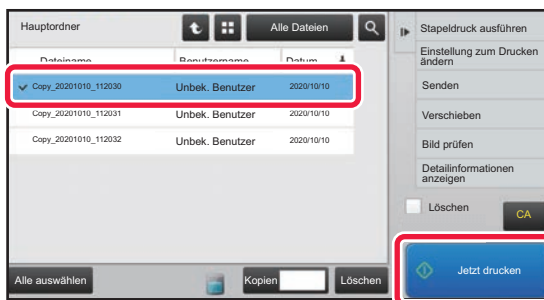 Hauptordner
Alle Dateien
Dateiname Benutzername Datum
Copy_20201010_112030 Unbek. Benutzer 2020/10/10
Copy_20201010_112031 Unbek. Benutzer 2020/10/10
Copy_20201010_112032 Unbek. Benutzer 2020/10/10
Alle auswählen
Kopien
Löschen
Stapeldruck ausführen
Einstellung zum Drucken
ändern
Senden
Verschieben
Bild prüfen
Detailinformationen
anzeigen
Löschen
CA
Jetzt drucken